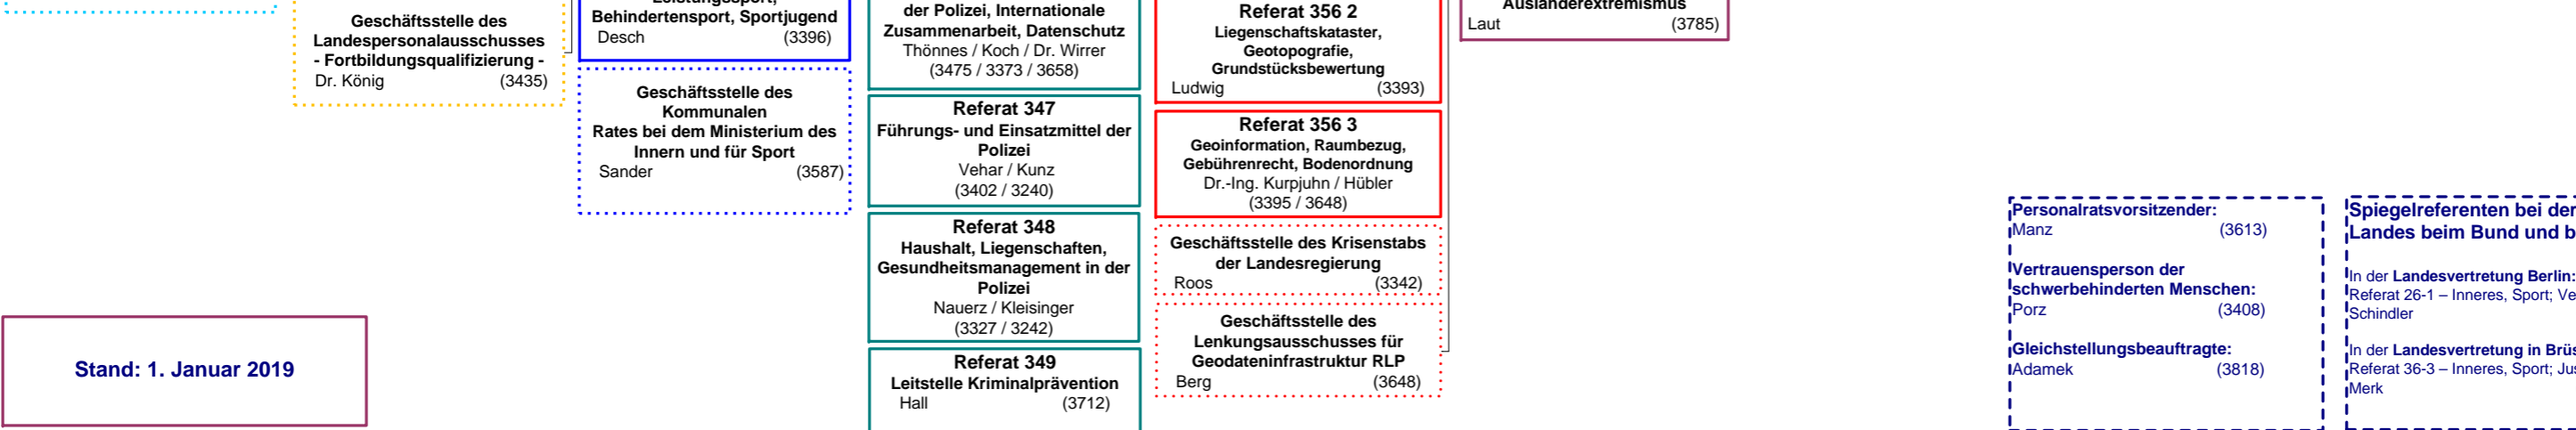 Geschäftsstelle des
Landespersonalausschusses
- Fortbildungsqualifizierung -
Dr. König (3435)
Behindertensport, Sportjugend
Desch (3396)
Geschäftsstelle des
Kommunalen
Rates bei dem Ministerium des
Innern und für Sport
Sander (3587)
der Polizei, Internationale
Zusammenarbeit, Datenschutz
Thönnes / Koch / Dr. Wirrer
(3475 / 3373 / 3658)
Referat 347
Führungs- und Einsatzmittel der
Polizei
Vehar / Kunz
(3402 / 3240)
Referat 348
Haushalt, Liegenschaften,
Gesundheitsmanagement in der
Polizei
Nauerz / Kleisinger
(3327 / 3242)
Referat 349
Leitstelle Kriminalprävention
Hall (3712)
Referat 356 2
Liegenschaftskataster,
Geotopografie,
Grundstücksbewertung
Ludwig (3393)
Referat 356 3
Geoinformation, Raumbezug,
Gebührenrecht, Bodenordnung
Dr.-Ing. Kurpjuhn / Hübler
(3395 / 3648)
Geschäftsstelle des Krisenstabs
der Landesregierung
Roos (3342)
Geschäftsstelle des
Lenkungsausschusses für
Geodateninfrastruktur RLP
Berg (3648)
Ausländerextremismus
Laut (3785)
Stand: 1. Januar 2019
Personalratsvorsitzender:
Manz (3613)
Vertrauensperson der
schwerbehinderten Menschen:
Porz (3408)
Gleichstellungsbeauftragte:
Adamek (3818)
Spiegelreferenten bei der
Landes beim Bund und b
In der Landesvertretung Berlin:
Referat 26-1 – Inneres, Sport; Ve
Schindler
In der Landesvertretung in Brüs
Referat 36-3 – Inneres, Sport; Jus
Merk